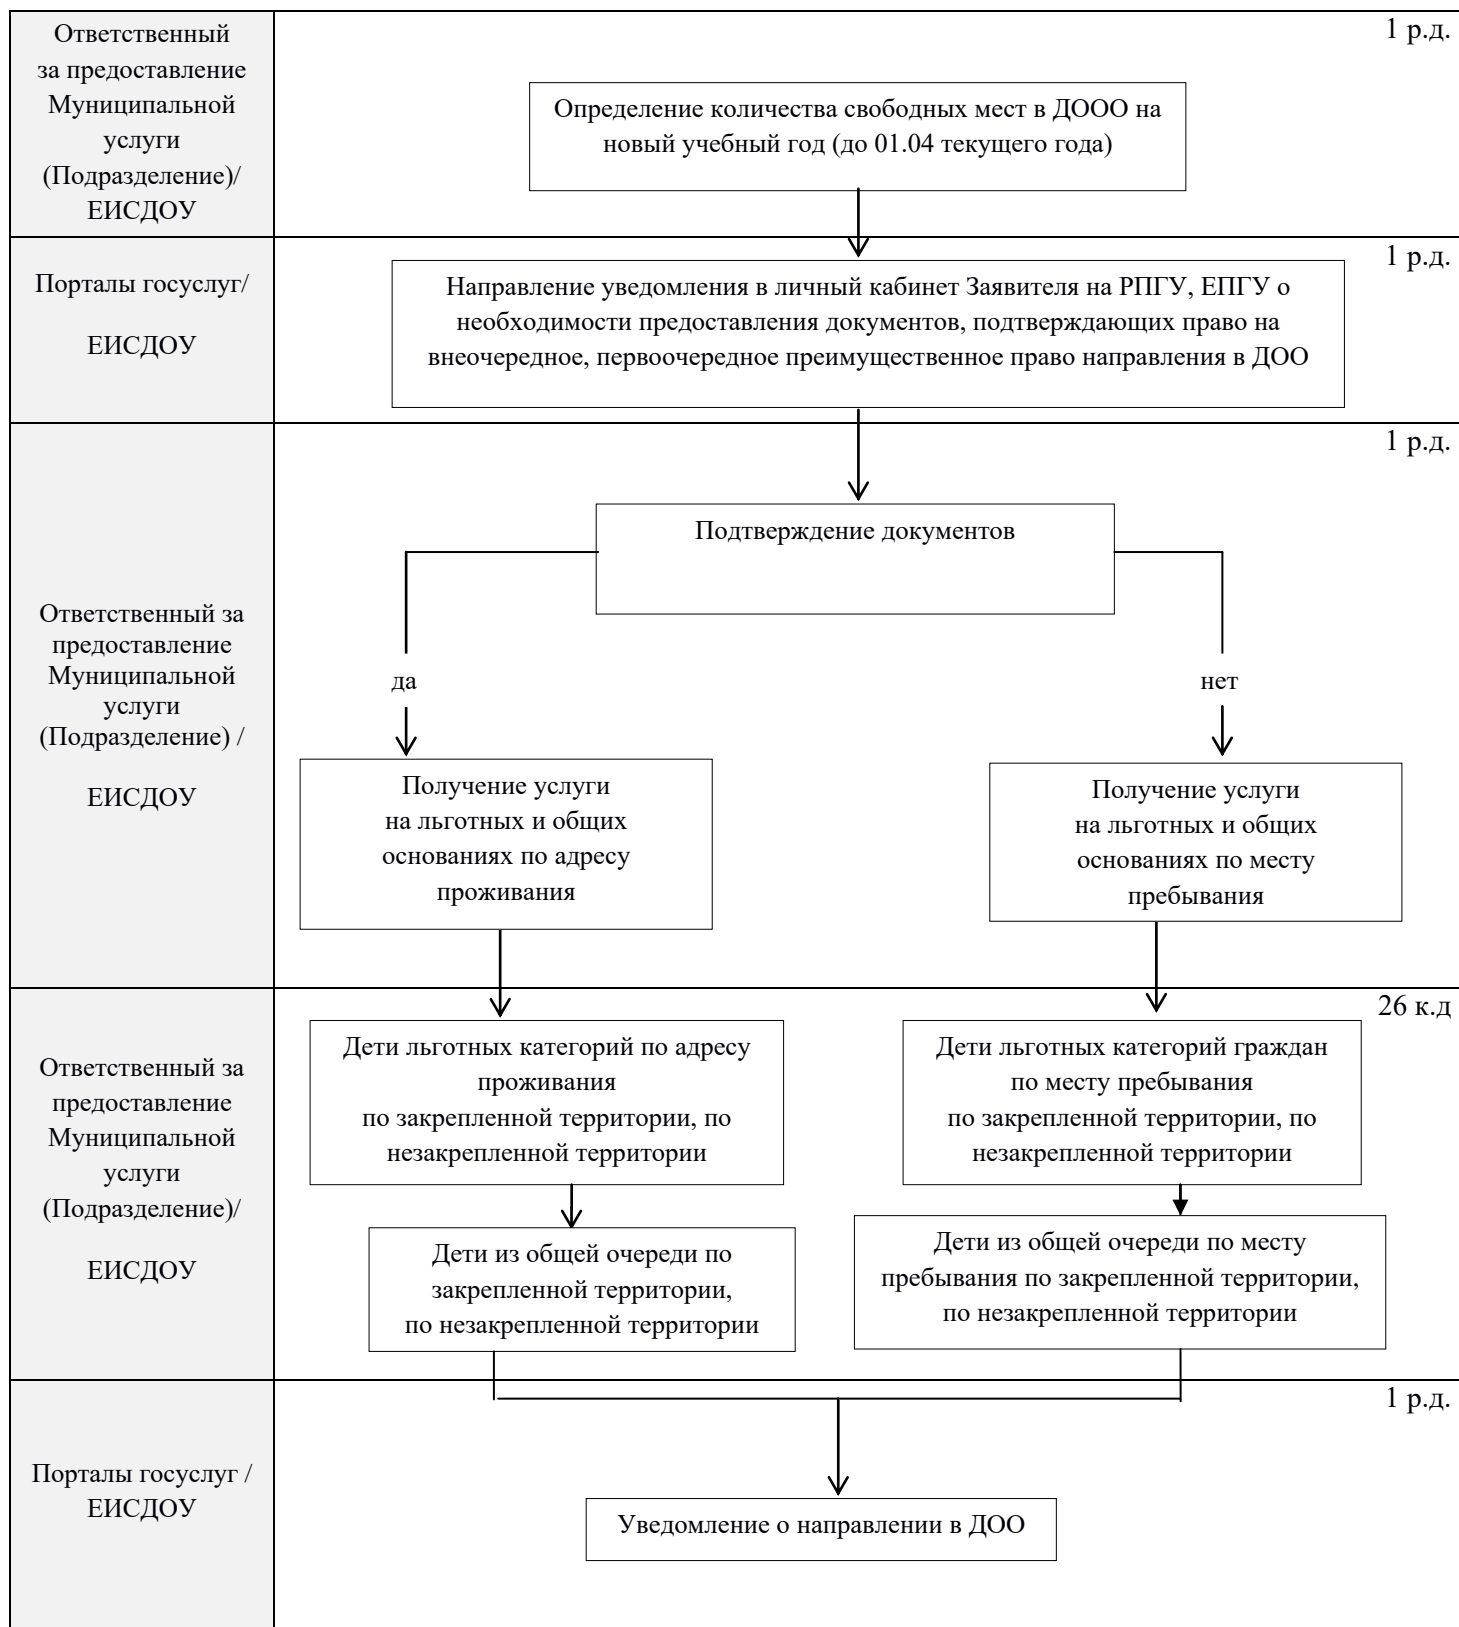 Ответственный
за предоставление
Муниципальной
услуги
(Подразделение)/
ЕИСДОУ
1 р.д.
Определение количества свободных мест в ДООО на
новый учебный год (до 01.04 текущего года)
Порталы госуслуг/
ЕИСДОУ
1 р.д.
Направление уведомления в личный кабинет Заявителя на РПГУ, ЕПГУ о
необходимости предоставления документов, подтверждающих право на
внеочередное, первоочередное преимущественное право направления в ДОО
Ответственный за
предоставление
Муниципальной
услуги
(Подразделение) /
ЕИСДОУ
1 р.д.
Подтверждение документов
да
нет
Получение услуги
на льготных и общих
основаниях по адресу
проживания
Получение услуги
на льготных и общих
основаниях по месту
пребывания
Ответственный за
предоставление
Муниципальной
услуги
(Подразделение)/
ЕИСДОУ
26 к.д
Дети льготных категорий по адресу
проживания
по закрепленной территории, по
незакрепленной территории
Дети льготных категорий граждан
по месту пребывания
по закрепленной территории, по
незакрепленной территории
Дети из общей очереди по
закрепленной территории,
по незакрепленной территории
Дети из общей очереди по месту
пребывания по закрепленной территории,
по незакрепленной территории
Порталы госуслуг /
ЕИСДОУ
1 р.д.
Уведомление о направлении в ДОО